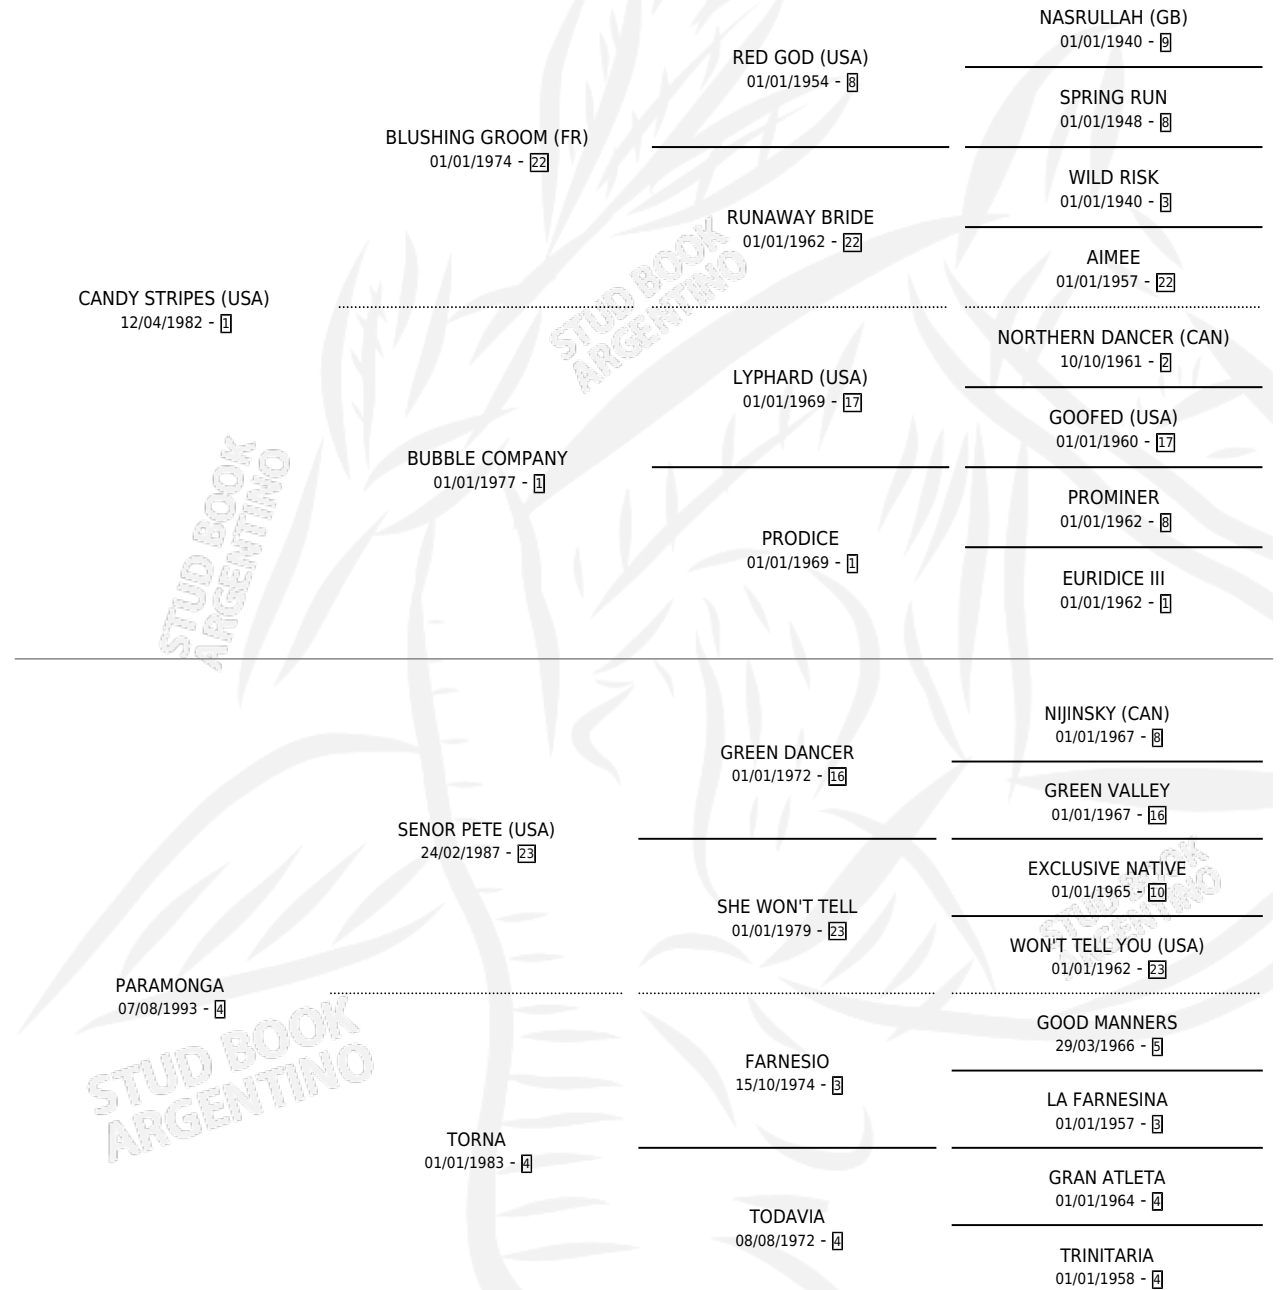 NASRULLAH (GB)
01/01/1940 - 9
RED GOD (USA)
01/01/1954 - 8
SPRING RUN
01/01/1948 - 8
BLUSHING GROOM (FR)
01/01/1974 - 22
WILD RISK
01/01/1940 - 3
RUNAWAY BRIDE
01/01/1962 - 22
AIMEE
01/01/1957 - 22
CANDY STRIPES (USA)
12/04/1982 - 1
NORTHERN DANCER (CAN)
10/10/1961 - 2
LYPHARD (USA)
01/01/1969 - 17
GOOFED (USA)
01/01/1960 - 17
BUBBLE COMPANY
01/01/1977 - 1
PROMINER
01/01/1962 - 8
PRODICE
01/01/1969 - 1
EURIDICE III
01/01/1962 - 1
STUD BOOK
ARGENTINO
STUD BOOK
ARGENTINO
NIJINSKY (CAN)
01/01/1967 - 8
GREEN DANCER
01/01/1972 - 16
GREEN VALLEY
01/01/1967 - 16
SENOR PETE (USA)
24/02/1987 - 23
EXCLUSIVE NATIVE
01/01/1965 - 10
SHE WON'T TELL
01/01/1979 - 23
WON'T TELL YOU (USA)
01/01/1962 - 23
PARAMONGA
07/08/1993 - 4
GOOD MANNERS
29/03/1966 - 5
FARNESIO
15/10/1974 - 3
LA FARNESINA
01/01/1957 - 3
TORNA
01/01/1983 - 4
GRAN ATLETA
01/01/1964 - 4
TODAVIA
08/08/1972 - 4
TRINITARIA
01/01/1958 - 4
STUD BOOK
ARGENTINO
STUD BOOK
ARGENTINO